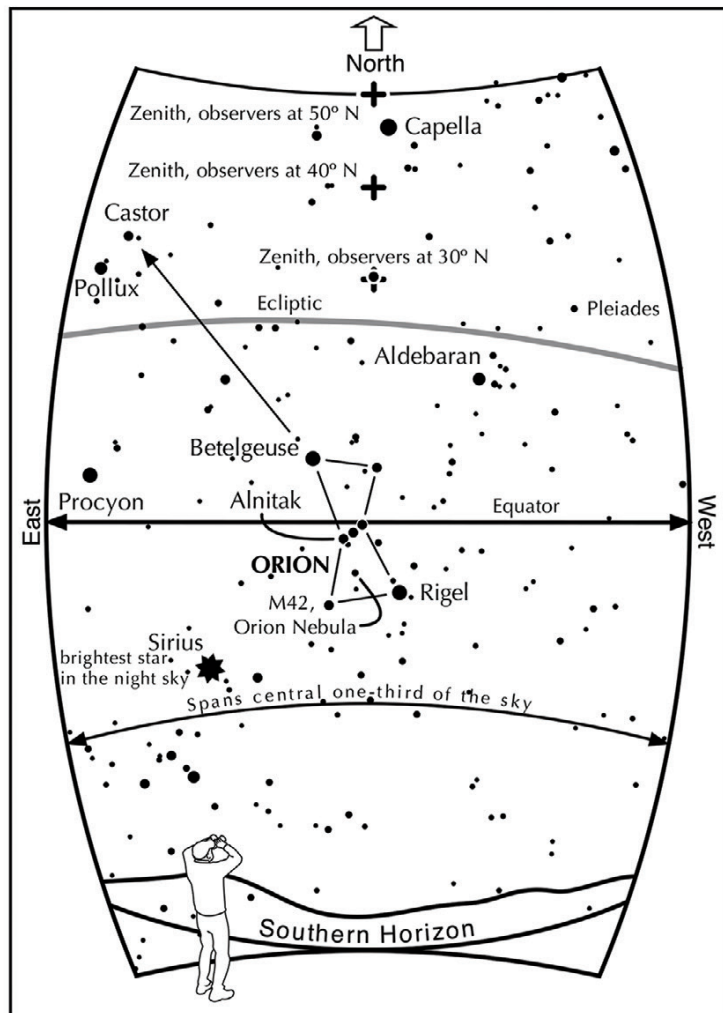 North
Zenith, observers at 50º N
Capella
Zenith, observers at 40º N
Castor
Zenith, observers at 30º N
Pollux
Ecliptic
Pleiades
Aldebaran
Betelgeuse
Procyon
Alnitak
Equator
East
West
ORION
M42,
Orion Nebula
Rigel
Sirius
brightest star
in the night sky
Spans central one-third of the sky
Southern Horizon